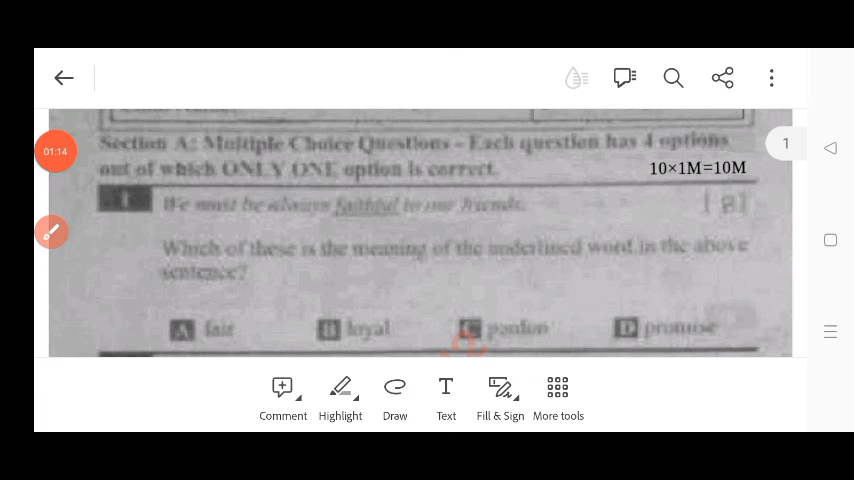 01:14
1
Section A: Multiple Choice Questions - Each question has 4 options
out of which ONLY ONE option is correct. 10×1M=10M
1 We must be always faithful to our friends. [ B]
Which of these is the meaning of the underlined word in the above
sentence?
A fair B loyal C pardon D promise
Comment Highlight Draw Text Fill & Sign More tools